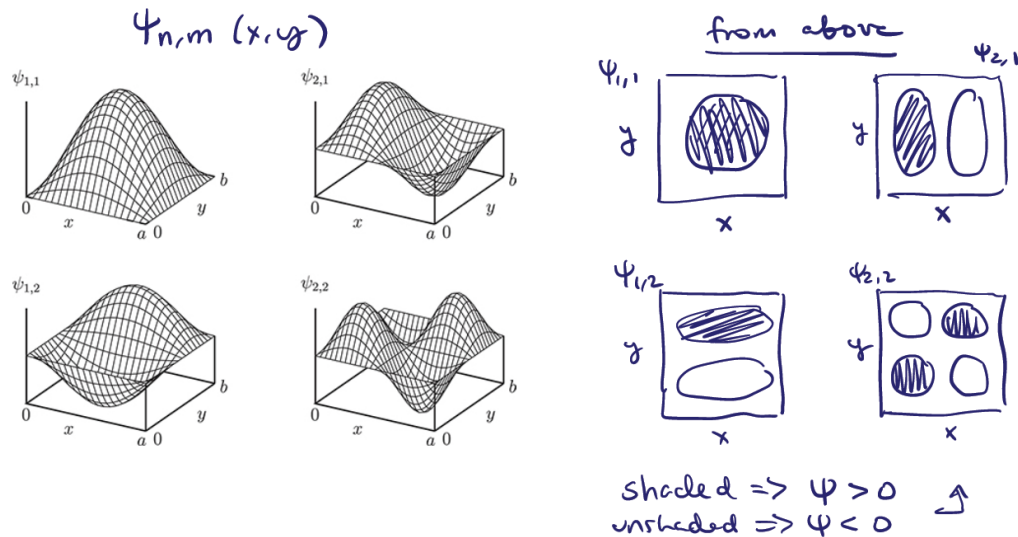 Ψn,m (x,y)
from above
ψ1,1
ψ2,1
b
0
x
a 0
y
b
0
x
a 0
y
ψ1,2
ψ2,2
b
0
x
a 0
y
b
0
x
a 0
y
Ψ1,1
y
x
Ψ2,1
y
x
Ψ1,2
y
x
Ψ2,2
y
x
shaded => Ψ > 0
unshaded => Ψ < 0